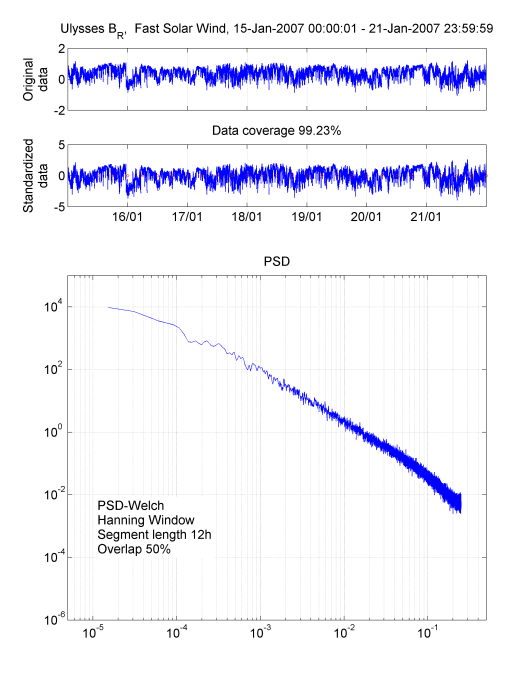 Ulysses B_R, Fast Solar Wind, 15-Jan-2007 00:00:01 - 21-Jan-2007 23:59:59
Original
data
2
0
-2
Data coverage 99.23%
Standardized
data
5
0
-5
16/01 17/01 18/01 19/01 20/01 21/01
PSD
10^4
10^2
10^0
10^-2
10^-4
10^-6
PSD-Welch
Hanning Window
Segment length 12h
Overlap 50%
10^-5 10^-4 10^-3 10^-2 10^-1